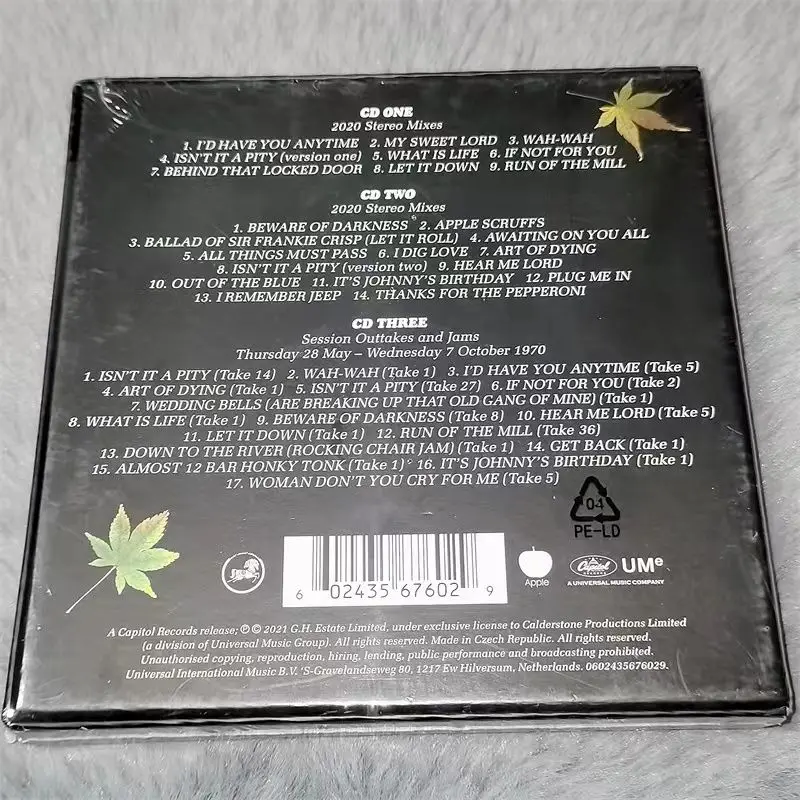 CD ONE
2020 Stereo Mixes
1. I'D HAVE YOU ANYTIME 2. MY SWEET LORD 3. WAH-WAH
4. ISN'T IT A PITY (version one) 5. WHAT IS LIFE 6. IF NOT FOR YOU
7. BEHIND THAT LOCKED DOOR 8. LET IT DOWN 9. RUN OF THE MILL
CD TWO
2020 Stereo Mixes
1. BEWARE OF DARKNESS 2. APPLE SCRUFFS
3. BALLAD OF SIR FRANKIE CRISP (LET IT ROLL) 4. AWAITING ON YOU ALL
5. ALL THINGS MUST PASS 6. I DIG LOVE 7. ART OF DYING
8. ISN'T IT A PITY (version two) 9. HEAR ME LORD
10. OUT OF THE BLUE 11. IT'S JOHNNY'S BIRTHDAY 12. PLUG ME IN
13. I REMEMBER JEEP 14. THANKS FOR THE PEPPERONI
CD THREE
Session Outtakes and Jams
Thursday 28 May – Wednesday 7 October 1970
1. ISN'T IT A PITY (Take 14) 2. WAH-WAH (Take 1) 3. I'D HAVE YOU ANYTIME (Take 5)
4. ART OF DYING (Take 1) 5. ISN'T IT A PITY (Take 27) 6. IF NOT FOR YOU (Take 2)
7. WEDDING BELLS (ARE BREAKING UP THAT OLD GANG OF MINE) (Take 1)
8. WHAT IS LIFE (Take 1) 9. BEWARE OF DARKNESS (Take 8) 10. HEAR ME LORD (Take 5)
11. LET IT DOWN (Take 1) 12. RUN OF THE MILL (Take 36)
13. DOWN TO THE RIVER (ROCKING CHAIR JAM) (Take 1) 14. GET BACK (Take 1)
15. ALMOST 12 BAR HONKY TONK (Take 1) 16. IT'S JOHNNY'S BIRTHDAY (Take 1)
17. WOMAN DON'T YOU CRY FOR ME (Take 5)
04
PE-LD
6 02435 67602 9
Apple
Capitol
RECORDS
UMe
A UNIVERSAL MUSIC COMPANY
A Capitol Records release; ℗ © 2021 G.H. Estate Limited, under exclusive license to Calderstone Productions Limited
(a division of Universal Music Group). All rights reserved. Made in Czech Republic. All rights reserved.
Unauthorised copying, reproduction, hiring, lending, public performance and broadcasting prohibited.
Universal International Music B.V. 'S-Gravelandseweg 80, 1217 Ew Hilversum, Netherlands. 0602435676029.